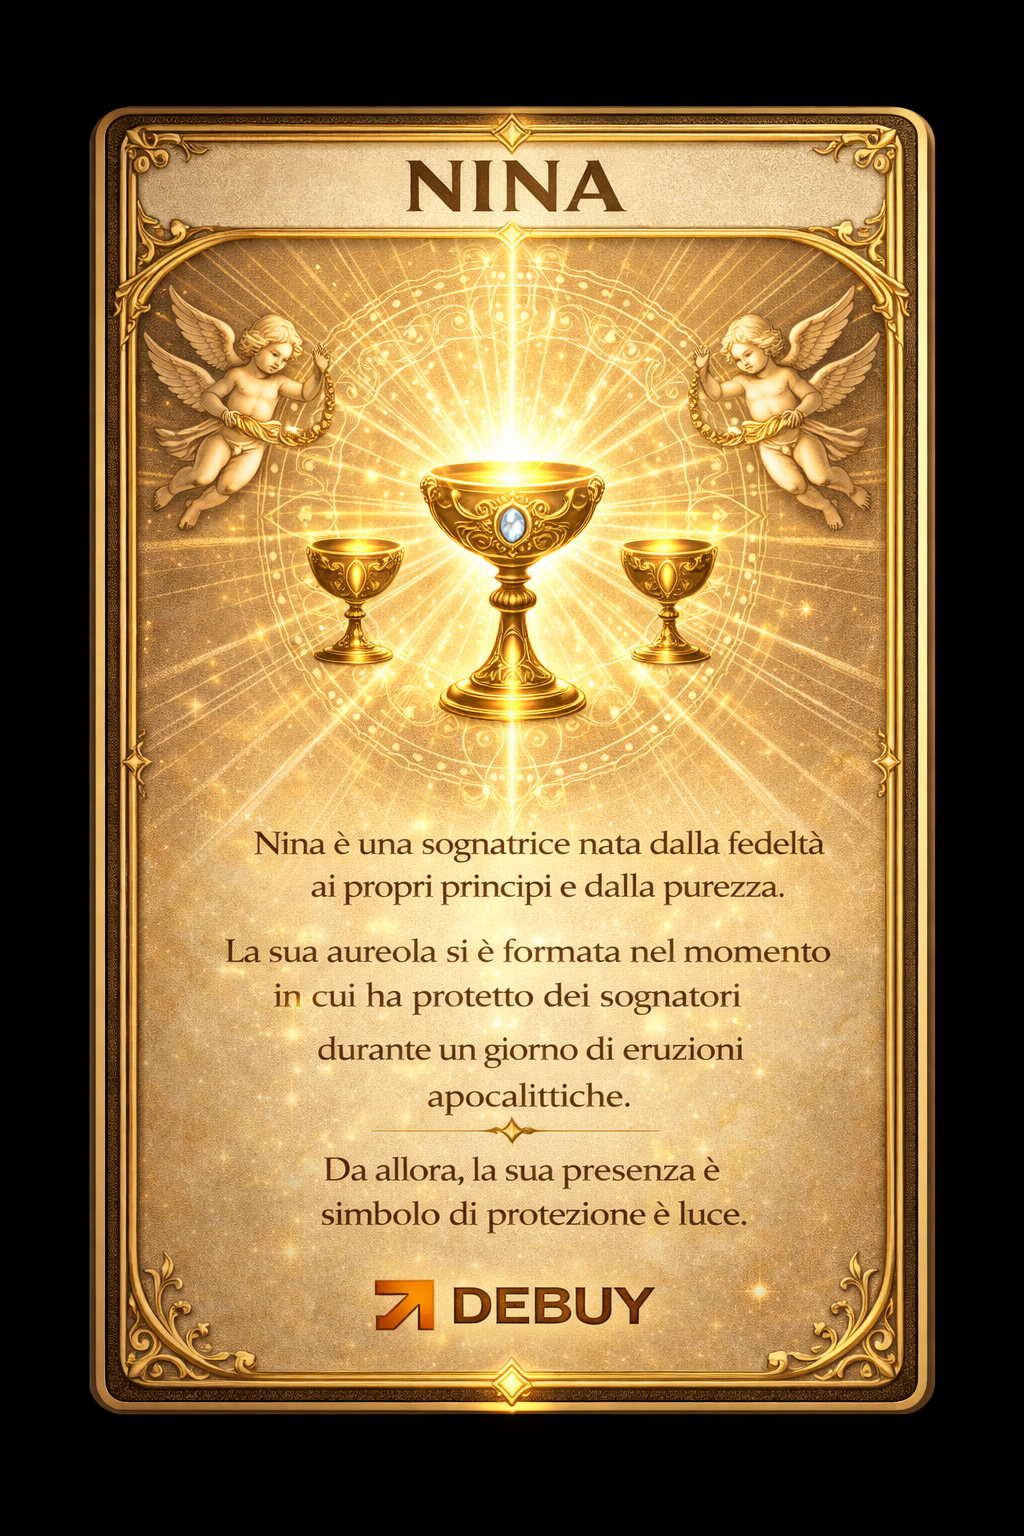 NINA
Nina è una sognatrice nata dalla fedeltà
ai propri principi e dalla purezza.
La sua aureola si è formata nel momento
in cui ha protetto dei sognatori
durante un giorno di eruzioni
apocalittiche.
Da allora, la sua presenza è
simbolo di protezione è luce.
DEBUY